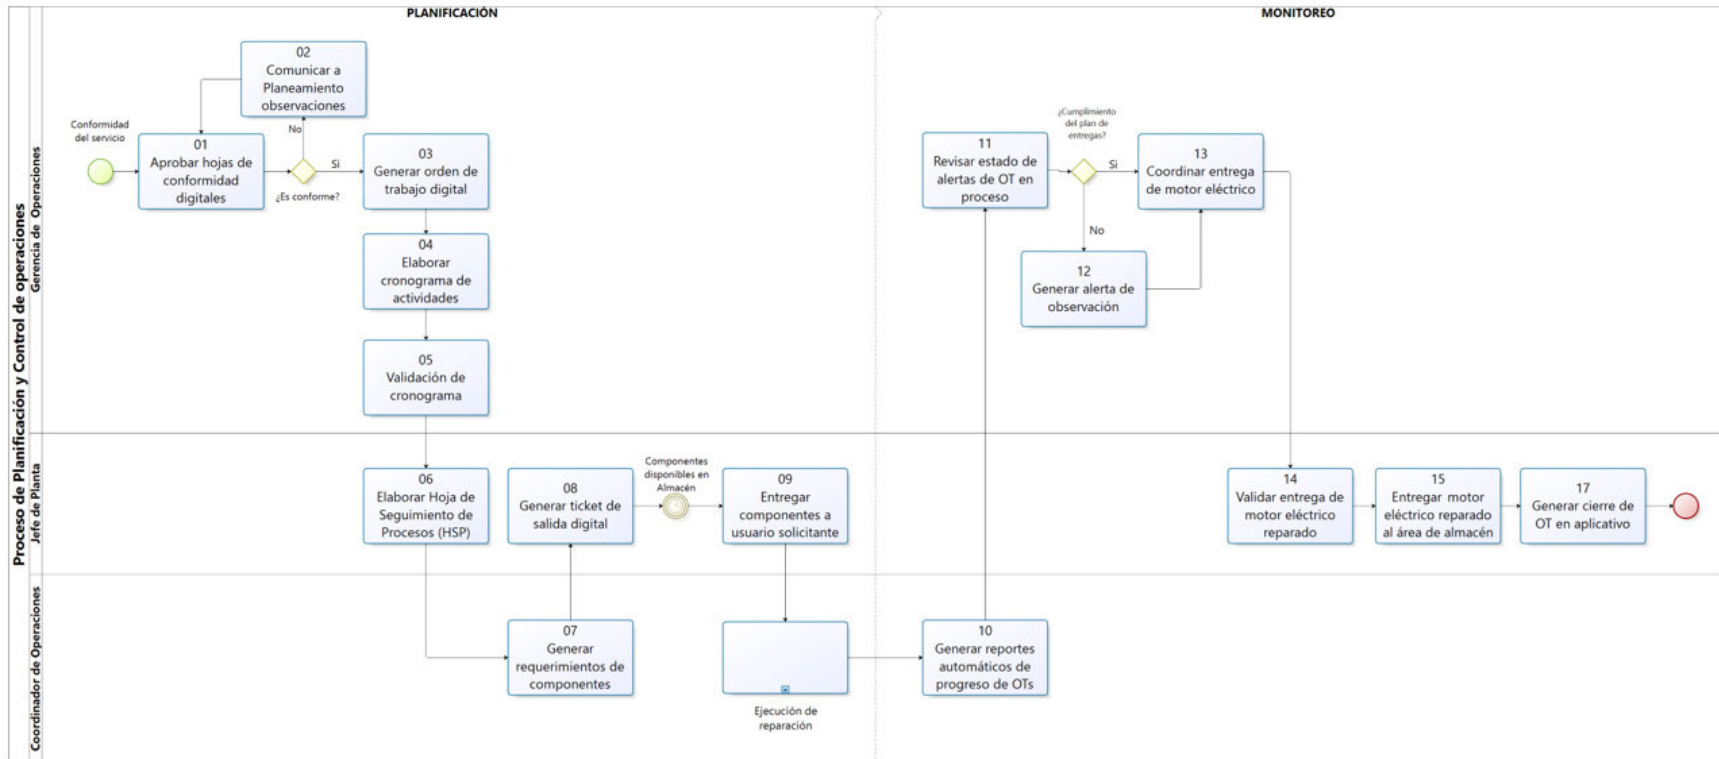 PLANIFICACIÓN
MONITOREO
Proceso de Planificación y Control de operaciones
Gerencia de Operaciones
Conformidad
del servicio
01
Aprobar hojas de
conformidad
digitales
02
Comunicar a
Planeamiento
observaciones
No
Si
¿Es conforme?
03
Generar orden de
trabajo digital
04
Elaborar
cronograma de
actividades
05
Validación de
cronograma
11
Revisar estado de
alertas de OT en
proceso
¿Cumplimiento
del plan de
entregas?
Si
No
12
Generar alerta de
observación
13
Coordinar entrega
de motor eléctrico
Jefe de Planta
06
Elaborar Hoja de
Seguimiento de
Procesos (HSP)
08
Generar ticket de
salida digital
Componentes
disponibles en
Almacén
09
Entregar
componentes a
usuario solicitante
14
Validar entrega de
motor eléctrico
reparado
15
Entregar motor
eléctrico reparado
al área de almacén
17
Generar cierre de
OT en aplicativo
Coordinador de Operaciones
07
Generar
requerimientos de
componentes
Ejecución de
reparación
10
Generar reportes
automáticos de
progreso de OTs